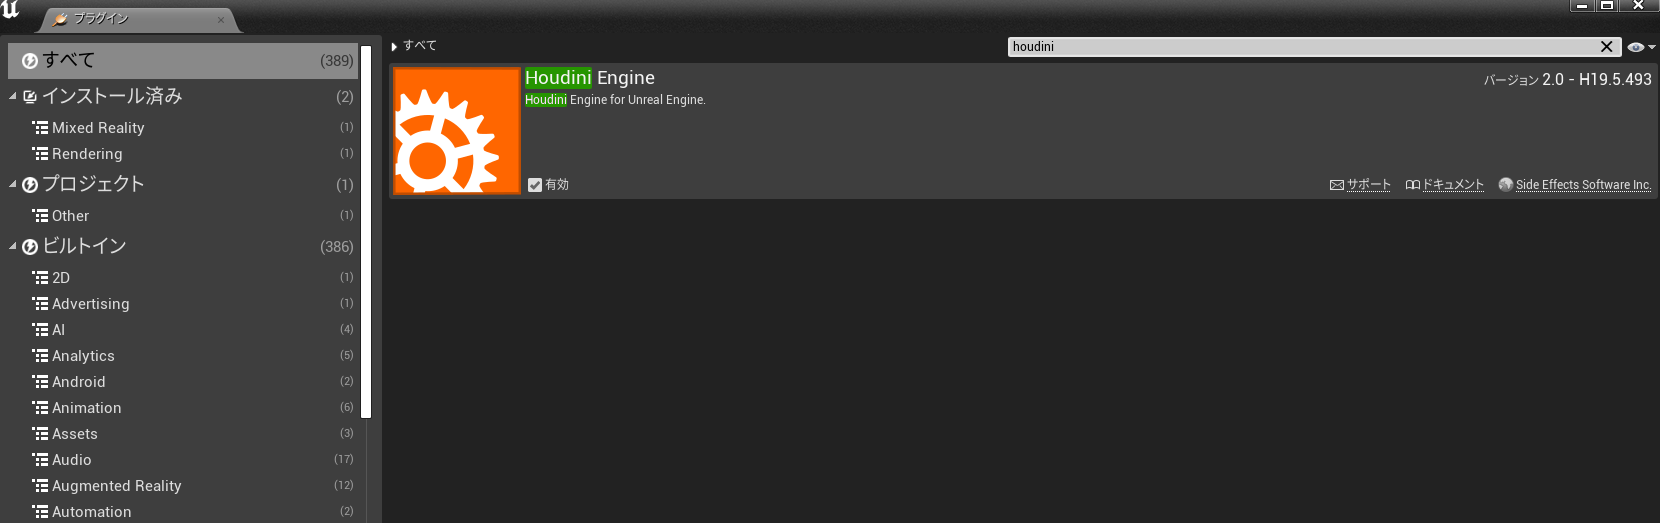 プラグイン
すべて (389)
インストール済み (2)
Mixed Reality (1)
Rendering (1)
プロジェクト (1)
Other (1)
ビルトイン (386)
2D (1)
Advertising (1)
AI (4)
Analytics (5)
Android (2)
Animation (6)
Assets (3)
Audio (17)
Augmented Reality (12)
Automation (2)
すべて
houdini
Houdini Engine
バージョン 2.0 - H19.5.493
Houdini Engine for Unreal Engine.
有効
サポート
ドキュメント
Side Effects Software Inc.